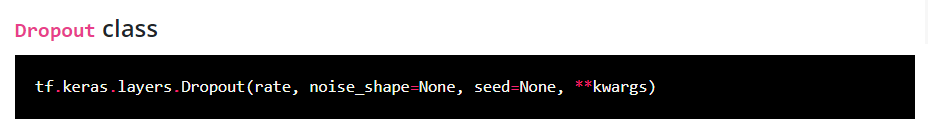 Dropout class
tf.keras.layers.Dropout(rate, noise_shape=None, seed=None, **kwargs)